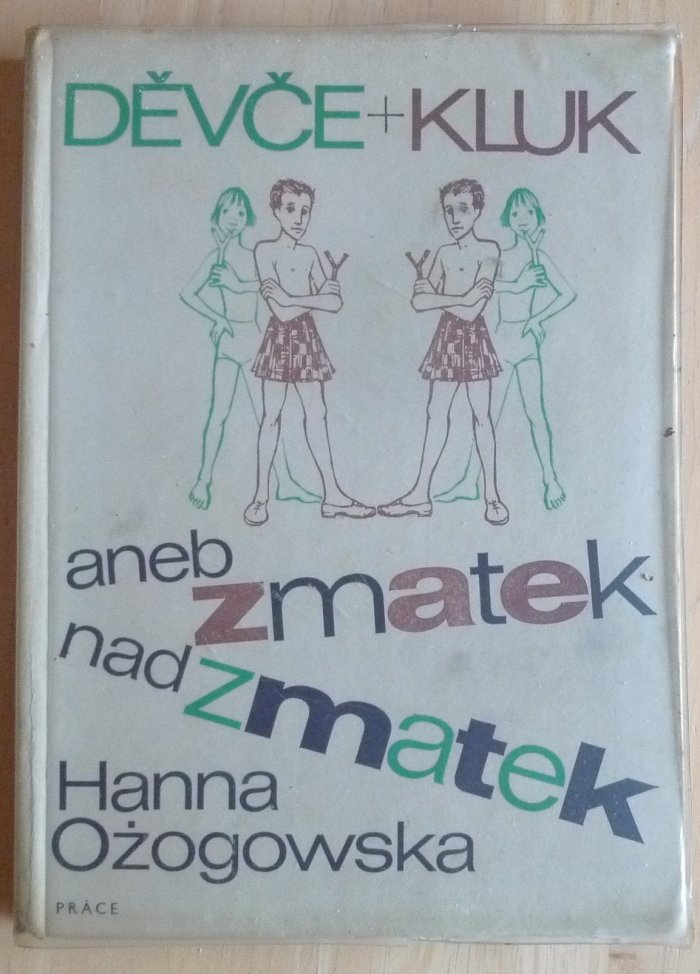 DĚVČE+KLUK
aneb zmatek
nad zmatek
Hanna
Ożogowska
PRÁCE